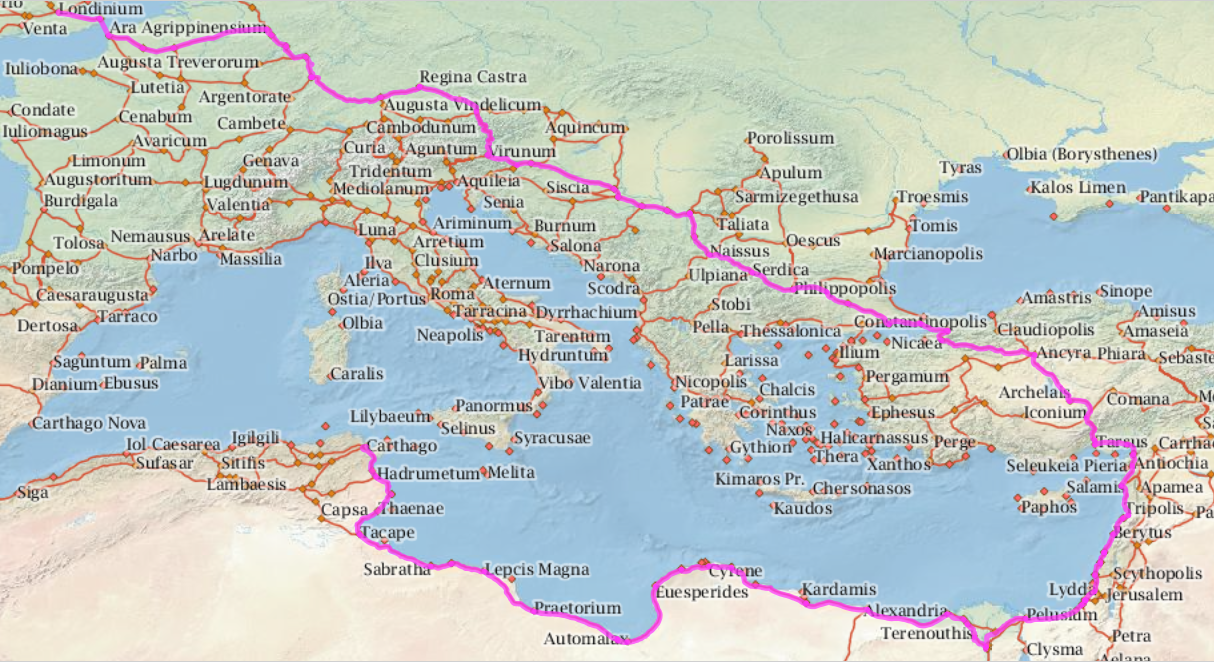 Londinium
Venta
Ara Agrippinensium
Iuliobona
Augusta Treverorum
Regina Castra
Lutetia
Argentorate
Augusta Vindelicum
Condate
Cenabum
Cambete
Cambodunum
Aquincum
Iuliomagus
Avaricum
Curia
Aguntum
Virunum
Porolissum
Limonum
Genava
Tridentum
Olbia (Borysthenes)
Tyras
Apulum
Augustoritum
Lugdunum
Mediolanum
Aquileia
Siscia
Kalos Limen
Burdigala
Valentia
Senia
Sarmizegethusa
Troesmis
Pantikapa
Tolosa
Nemausus
Arelate
Luna
Ariminum
Burnum
Taliata
Tomis
Narbo
Massilia
Arretium
Salona
Naissus
Oescus
Marcianopolis
Pompelo
Ilva
Clusium
Narona
Ulpiana
Serdica
Caesaraugusta
Aleria
Aternum
Scodra
Philippopolis
Ostia/Portus
Roma
Amastris
Sinope
Dertosa
Tarraco
Olbia
Tarracina
Dyrrhachium
Stobi
Amisus
Neapolis
Tarentum
Pella
Thessalonica
Constantinopolis
Claudiopolis
Amaseia
Saguntum
Palma
Hydruntum
Larissa
Ilium
Nicaea
Ancyra
Phiara
Sebaste
Dianium
Ebusus
Caralis
Vibo Valentia
Nicopolis
Chalcis
Pergamum
Archelais
Comana
Carthago Nova
Lilybaeum
Panormus
Patrae
Corinthus
Ephesus
Iconium
Selinus
Naxos
Iol Caesarea
Igilgili
Carthago
Syracusae
Gythion
Halicarnassus
Perge
Tarsus
Carrha
Sufasar
Sitifis
Hadrumetum
Melita
Thera
Xanthos
Seleukeia Pieria
Antiochia
Siga
Lambaesis
Kimaros Pr.
Chersonasos
Salamis
Apamea
Capsa
Thaenae
Kaudos
Paphos
Tripolis
Tacape
Berytus
Sabratha
Lepcis Magna
Cyrene
Scythopolis
Euesperides
Kardamis
Lydda
Jerusalem
Praetorium
Alexandria
Pelusium
Automalax
Terenouthis
Petra
Clysma
Aelana